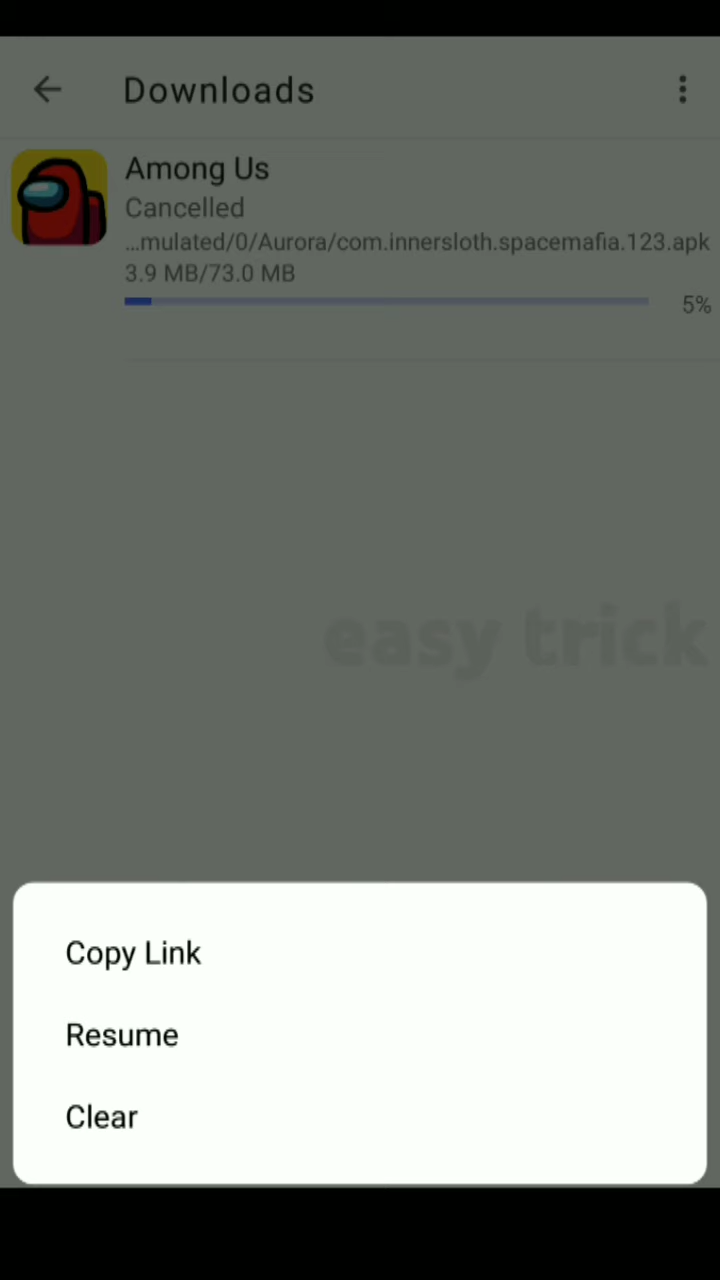 Downloads
Among Us
Cancelled
...mulated/0/Aurora/com.innersloth.spacemafia.123.apk
3.9 MB/73.0 MB
5%
easy trick
Copy Link
Resume
Clear